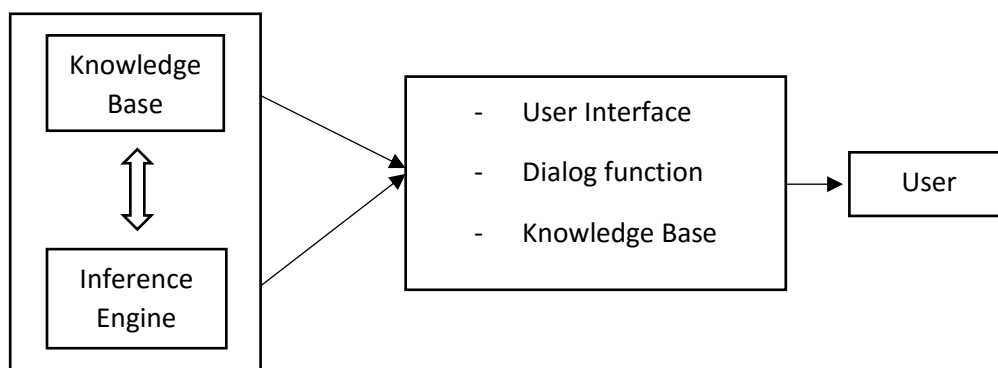 Knowledge
Base
Inference
Engine
- User Interface
- Dialog function
- Knowledge Base
User